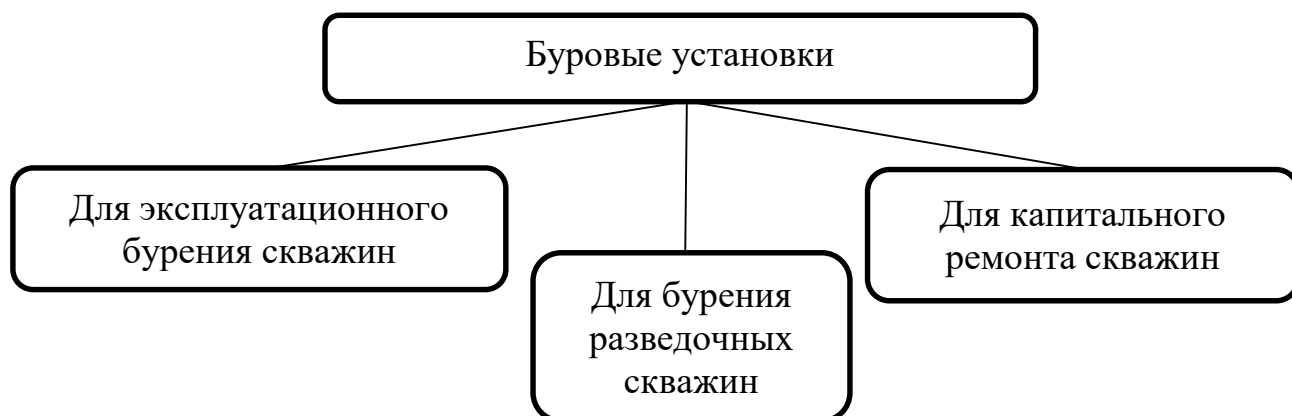 Буровые установки
Для эксплуатационного
бурения скважин
Для бурения
разведочных
скважин
Для капитального
ремонта скважин